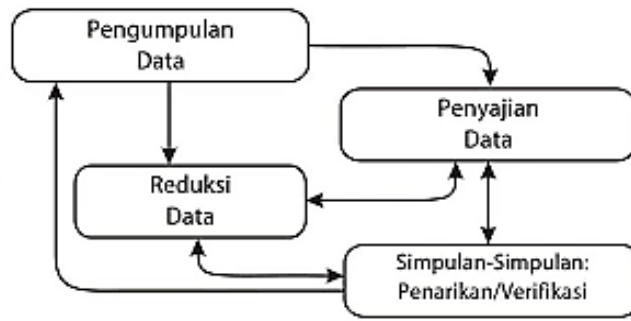 Pengumpulan
Data
Penyajian
Data
Reduksi
Data
Simpulan-Simpulan:
Penarikan/Verifikasi